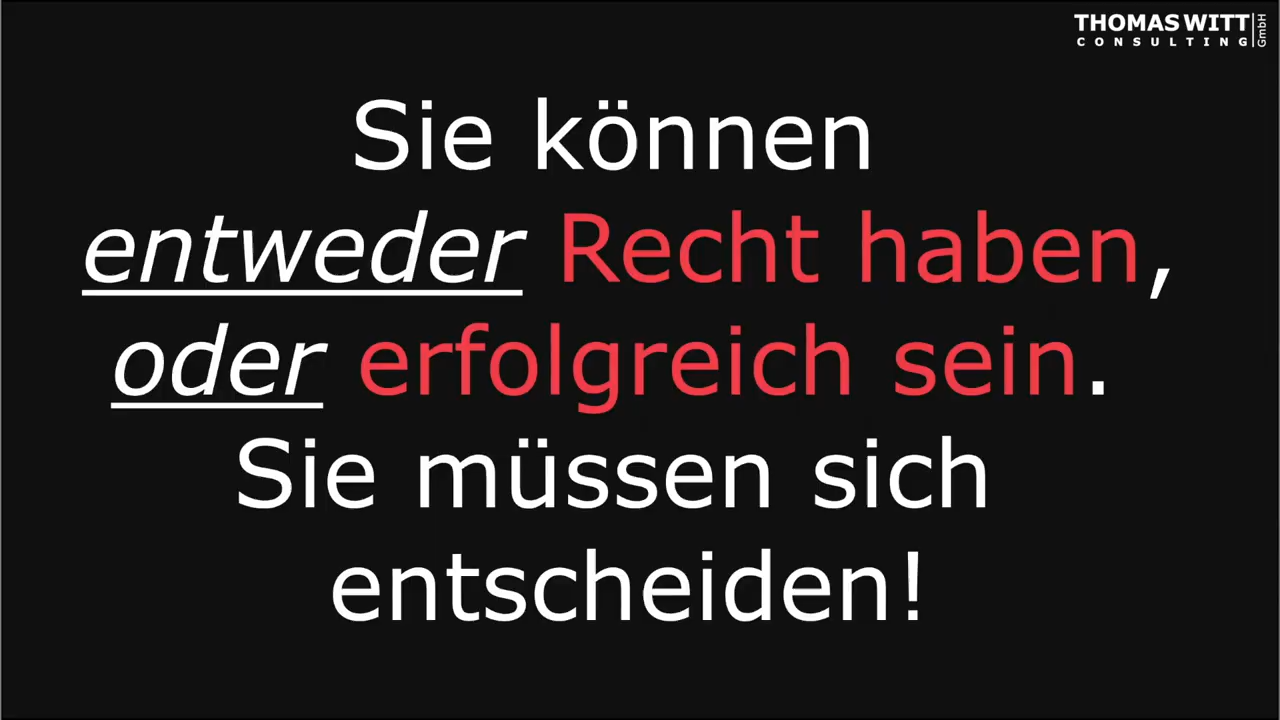 THOMAS WITT
CONSULTING
GmbH
Sie können
entweder Recht haben,
oder erfolgreich sein.
Sie müssen sich
entscheiden!